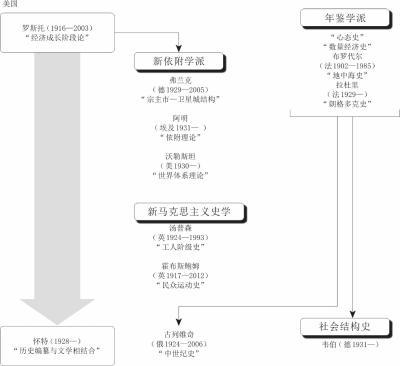 美国
罗斯托(1916—2003)
“经济成长阶段论”
新依附学派
弗兰克
(德1929—2005)
“宗主市—卫星城结构”
阿明
(埃及1931— )
“依附理论”
沃勒斯坦
(美1930—)
“世界体系理论”
新马克思主义史学
汤普森
(英1924—1993)
“工人阶级史”
霍布斯鲍姆
(英1917—2012)
“民众运动史”
年鉴学派
“心态史”
“数量经济史”
布罗代尔
(法1902—1985)
“地中海史”
拉杜里
(法1929—)
“朗格多克史”
怀特(1928—)
“历史编纂与文学相结合”
古列维奇
(俄1924—2006)
“中世纪史”
社会结构史
韦伯(德1931—)